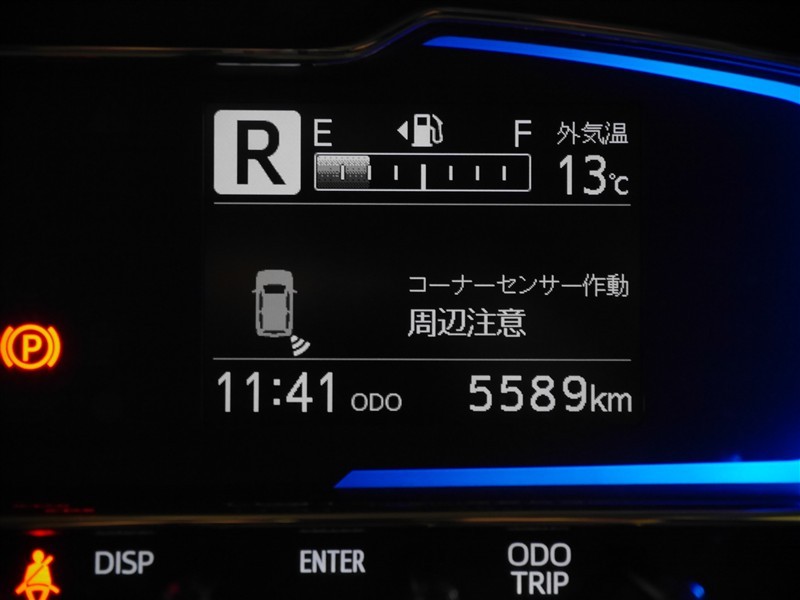 R E F 外気温
13℃
コーナーセンサー作動
周辺注意
P
11:41 ODO 5589km
DISP ENTER ODO TRIP